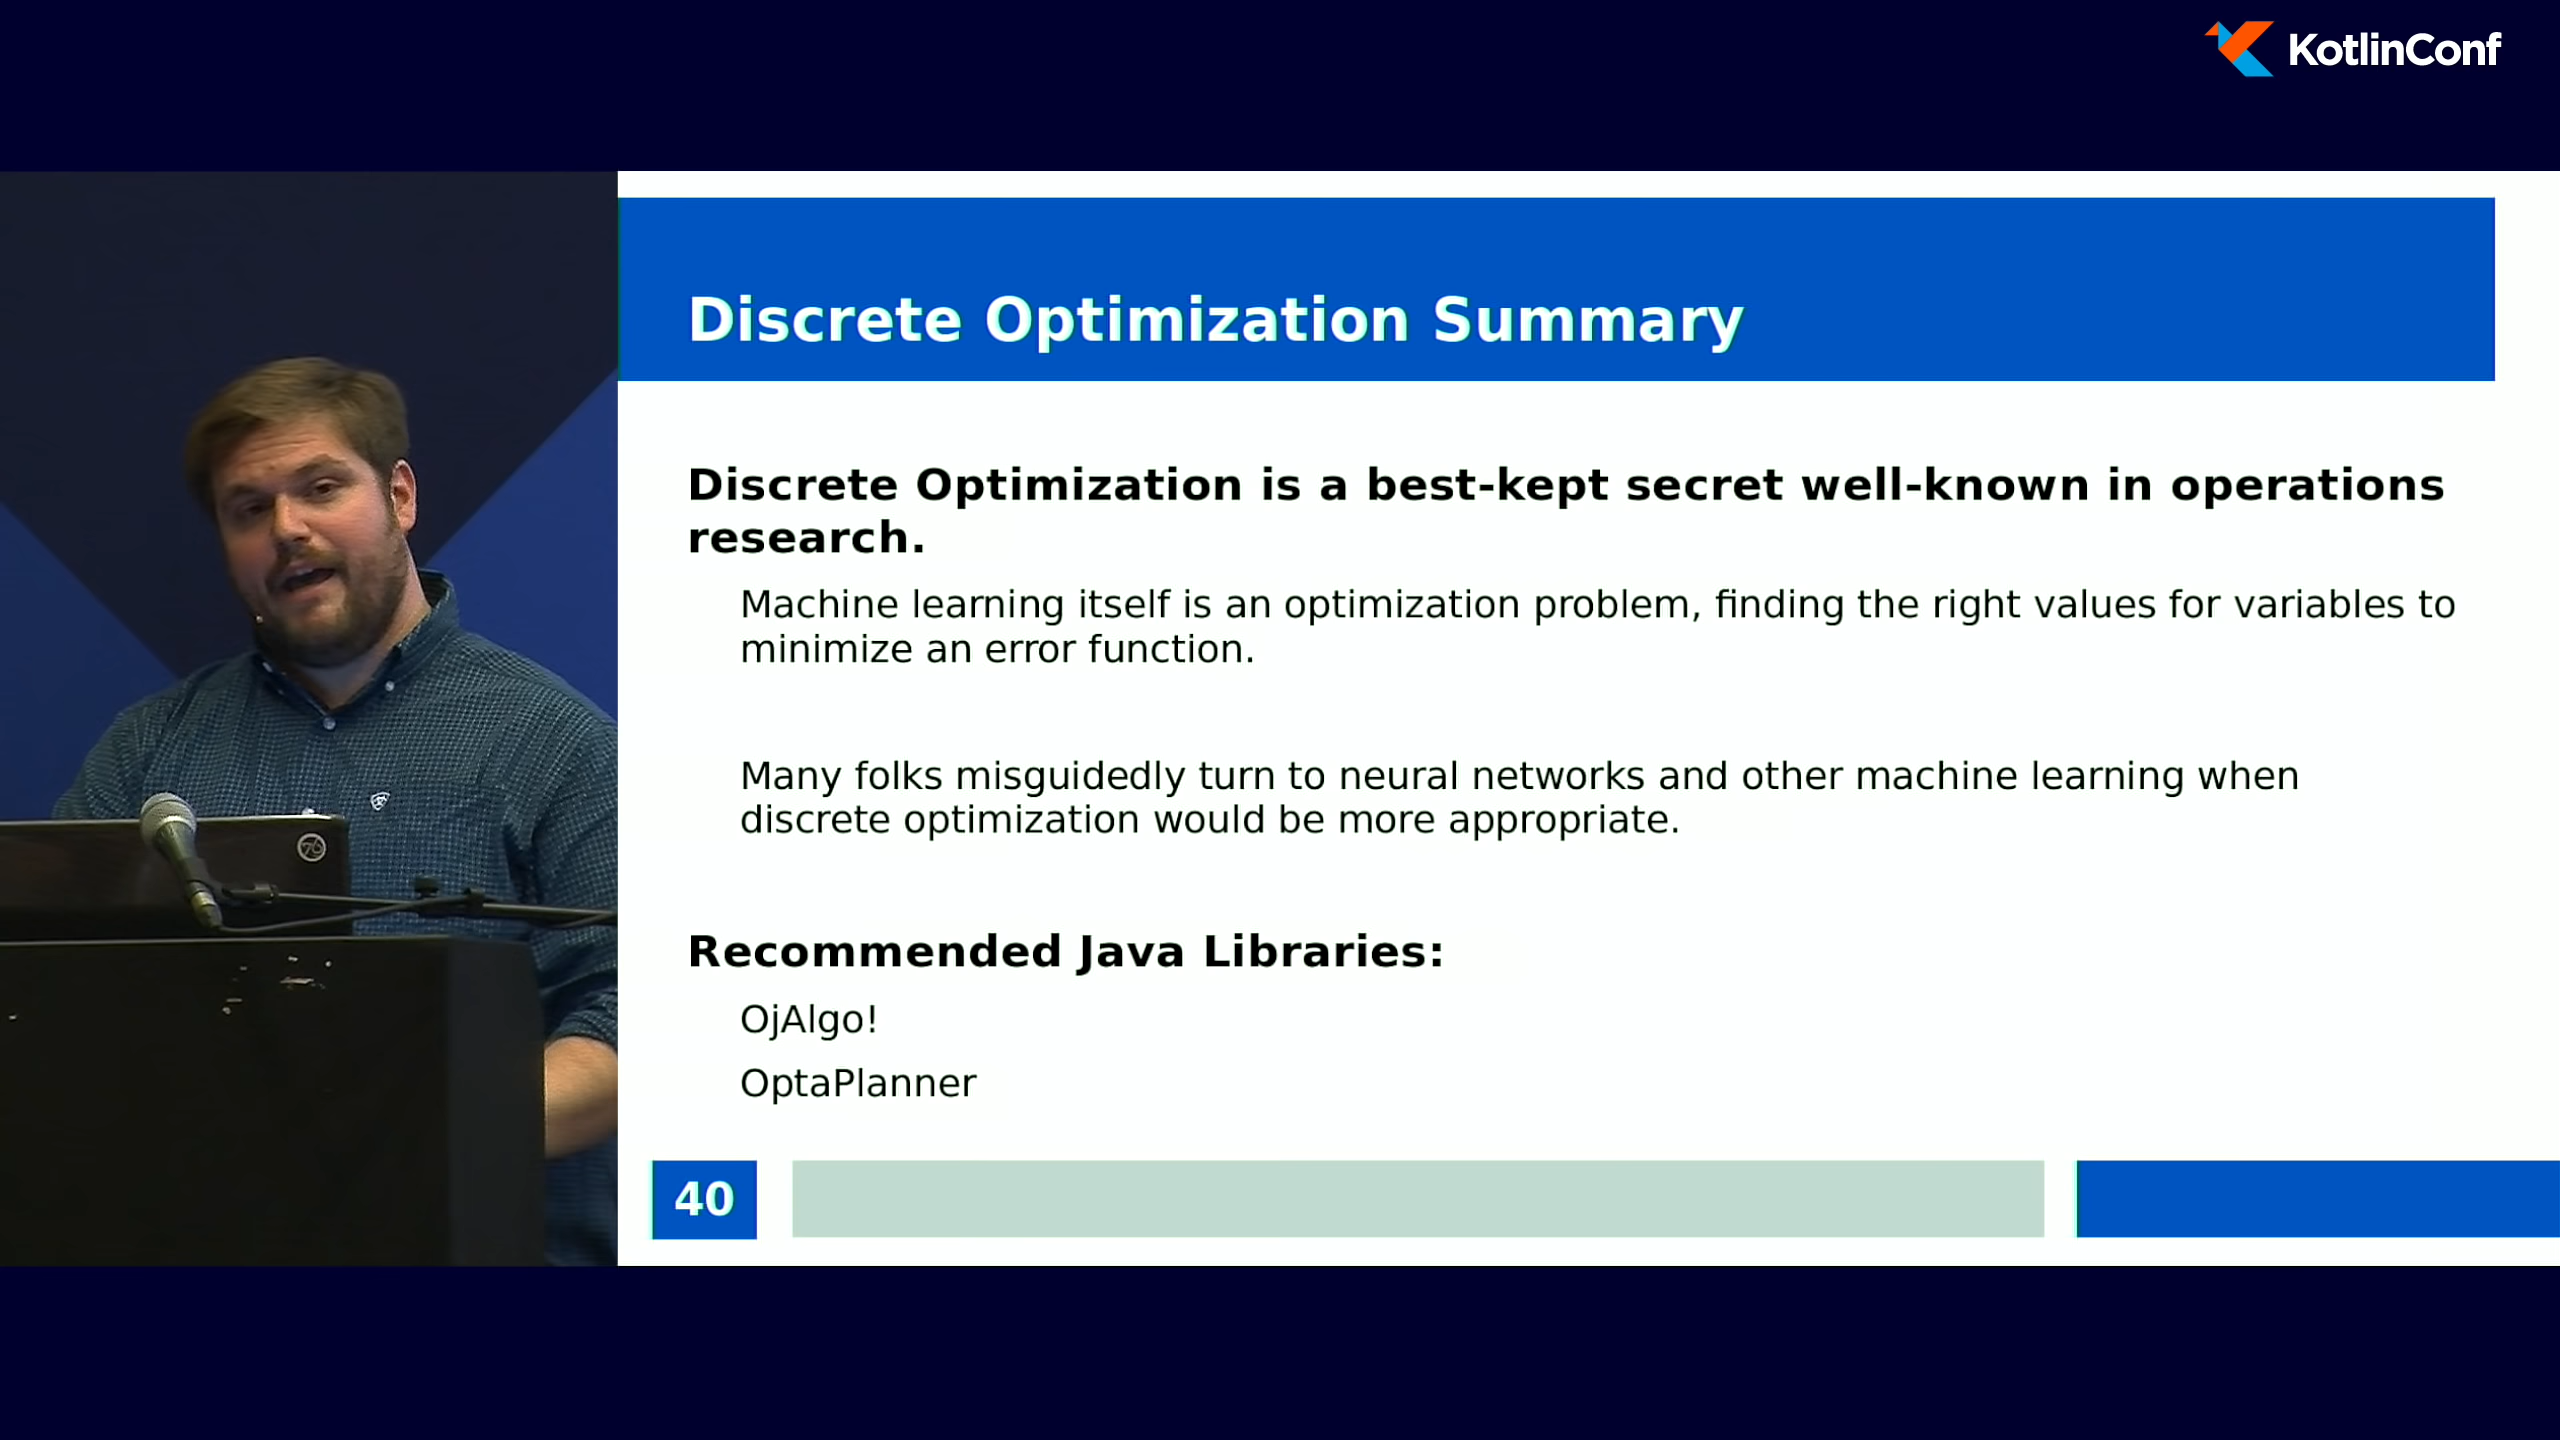 KotlinConf
Discrete Optimization Summary
Discrete Optimization is a best-kept secret well-known in operations
research.
Machine learning itself is an optimization problem, finding the right values for variables to
minimize an error function.
Many folks misguidedly turn to neural networks and other machine learning when
discrete optimization would be more appropriate.
Recommended Java Libraries:
OjAlgo!
OptaPlanner
40
76